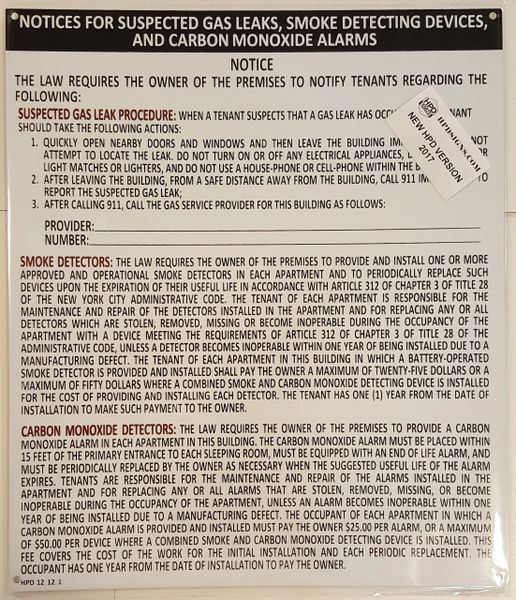 NOTICES FOR SUSPECTED GAS LEAKS, SMOKE DETECTING DEVICES,
AND CARBON MONOXIDE ALARMS
NOTICE
THE LAW REQUIRES THE OWNER OF THE PREMISES TO NOTIFY TENANTS REGARDING THE
FOLLOWING:
SUSPECTED GAS LEAK PROCEDURE: WHEN A TENANT SUSPECTS THAT A GAS LEAK HAS
SHOULD TAKE THE FOLLOWING ACTIONS:
1. QUICKLY OPEN NEARBY DOORS AND WINDOWS AND THEN LEAVE THE BUILDING
ATTEMPT TO LOCATE THE LEAK. DO NOT TURN ON OR OFF ANY ELECTRICAL APPLIANCES,
LIGHT MATCHES OR LIGHTERS, AND DO NOT USE A HOUSE-PHONE OR CELL-PHONE WITHIN THE
2. AFTER LEAVING THE BUILDING, FROM A SAFE DISTANCE AWAY FROM THE BUILDING, CALL 911 TO
REPORT THE SUSPECTED GAS LEAK;
3. AFTER CALLING 911, CALL THE GAS SERVICE PROVIDER FOR THIS BUILDING AS FOLLOWS:
PROVIDER:
NUMBER:
HPD SIGNS
HPDSIGNS.COM
NEW HPD VERSION
2017
SMOKE DETECTORS: THE LAW REQUIRES THE OWNER OF THE PREMISES TO PROVIDE AND INSTALL ONE OR MORE
APPROVED AND OPERATIONAL SMOKE DETECTORS IN EACH APARTMENT AND TO PERIODICALLY REPLACE SUCH
DEVICES UPON THE EXPIRATION OF THEIR USEFUL LIFE IN ACCORDANCE WITH ARTICLE 312 OF CHAPTER 3 OF TITLE 28
OF THE NEW YORK CITY ADMINISTRATIVE CODE. THE TENANT OF EACH APARTMENT IS RESPONSIBLE FOR THE
MAINTENANCE AND REPAIR OF THE DETECTORS INSTALLED IN THE APARTMENT AND FOR REPLACING ANY OR ALL
DETECTORS WHICH ARE STOLEN, REMOVED, MISSING OR BECOME INOPERABLE DURING THE OCCUPANCY OF THE
APARTMENT WITH A DEVICE MEETING THE REQUIREMENTS OF ARTICLE 312 OF CHAPTER 3 OF TITLE 28 OF THE
ADMINISTRATIVE CODE, UNLESS A DETECTOR BECOMES INOPERABLE WITHIN ONE YEAR OF BEING INSTALLED DUE TO A
MANUFACTURING DEFECT. THE TENANT OF EACH APARTMENT IN THIS BUILDING IN WHICH A BATTERY-OPERATED
SMOKE DETECTOR IS PROVIDED AND INSTALLED SHALL PAY THE OWNER A MAXIMUM OF TWENTY-FIVE DOLLARS OR A
MAXIMUM OF FIFTY DOLLARS WHERE A COMBINED SMOKE AND CARBON MONOXIDE DETECTING DEVICE IS INSTALLED
FOR THE COST OF PROVIDING AND INSTALLING EACH DETECTOR. THE TENANT HAS ONE (1) YEAR FROM THE DATE OF
INSTALLATION TO MAKE SUCH PAYMENT TO THE OWNER.
CARBON MONOXIDE DETECTORS: THE LAW REQUIRES THE OWNER OF THE PREMISES TO PROVIDE A CARBON
MONOXIDE ALARM IN EACH APARTMENT IN THIS BUILDING. THE CARBON MONOXIDE ALARM MUST BE PLACED WITHIN
15 FEET OF THE PRIMARY ENTRANCE TO EACH SLEEPING ROOM, MUST BE EQUIPPED WITH AN END OF LIFE ALARM, AND
MUST BE PERIODICALLY REPLACED BY THE OWNER AS NECESSARY WHEN THE SUGGESTED USEFUL LIFE OF THE ALARM
EXPIRES. TENANTS ARE RESPONSIBLE FOR THE MAINTENANCE AND REPAIR OF THE ALARMS INSTALLED IN THE
APARTMENT AND FOR REPLACING ANY OR ALL ALARMS THAT ARE STOLEN, REMOVED, MISSING, OR BECOME
INOPERABLE DURING THE OCCUPANCY OF THE APARTMENT, UNLESS AN ALARM BECOMES INOPERABLE WITHIN ONE
YEAR OF BEING INSTALLED DUE TO A MANUFACTURING DEFECT. THE OCCUPANT OF EACH APARTMENT IN WHICH A
CARBON MONOXIDE ALARM IS PROVIDED AND INSTALLED MUST PAY THE OWNER $25.00 PER ALARM, OR A MAXIMUM
OF $50.00 PER DEVICE WHERE A COMBINED SMOKE AND CARBON MONOXIDE DETECTING DEVICE IS INSTALLED. THIS
FEE COVERS THE COST OF THE WORK FOR THE INITIAL INSTALLATION AND EACH PERIODIC REPLACEMENT. THE
OCCUPANT HAS ONE YEAR FROM THE DATE OF INSTALLATION TO PAY THE OWNER.
HPD 12 12 1